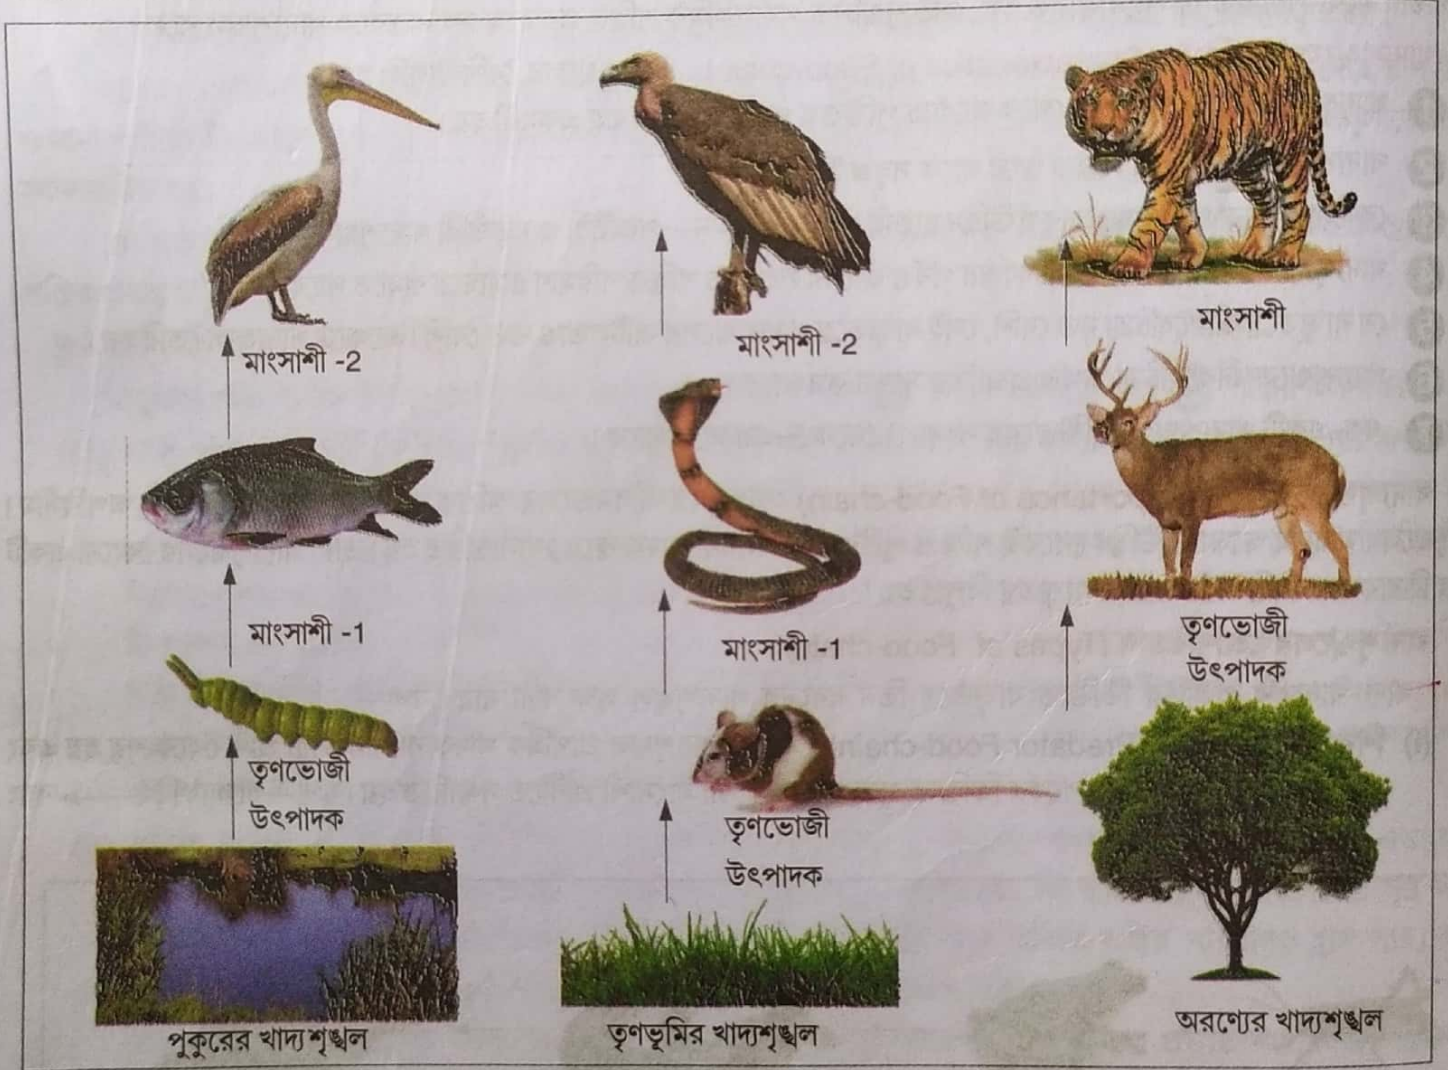 মাংসাশী -2
মাংসাশী -1
তৃণভোজী
উৎপাদক
পুকুরের খাদ্যশৃঙ্খল
মাংসাশী -2
মাংসাশী -1
তৃণভোজী
উৎপাদক
তৃণভূমির খাদ্যশৃঙ্খল
মাংসাশী
তৃণভোজী
উৎপাদক
অরণ্যের খাদ্যশৃঙ্খল